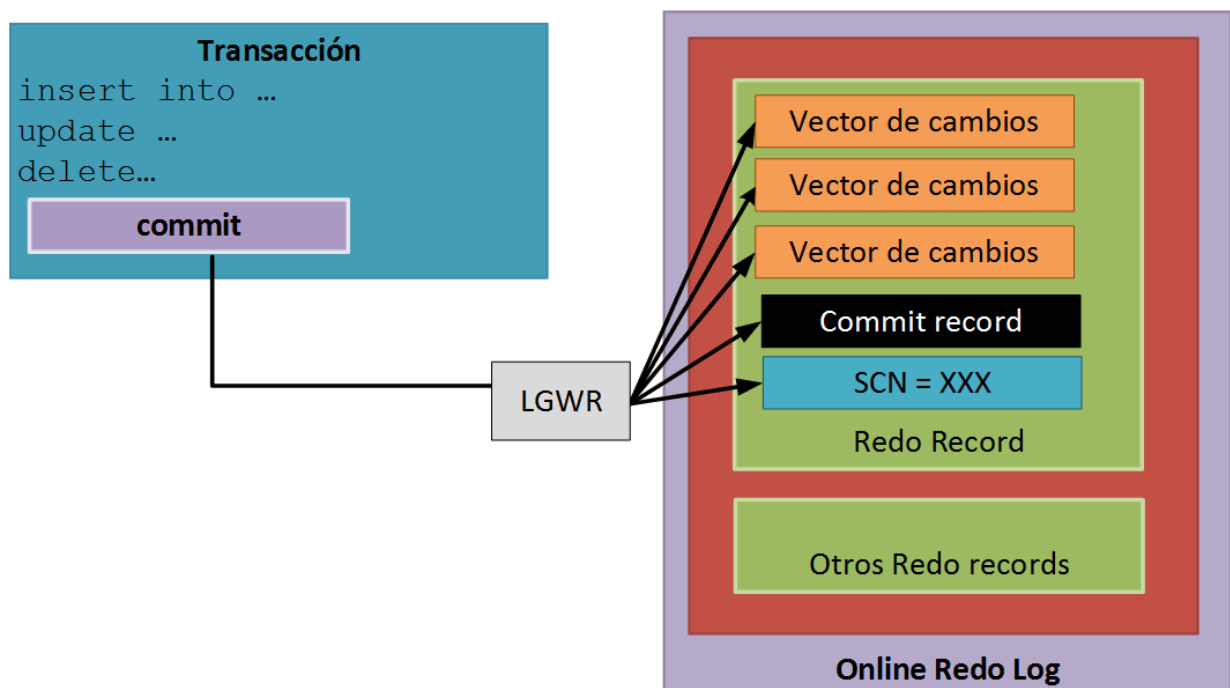 Transacción
insert into …
update …
delete…
commit
LGWR
Vector de cambios
Vector de cambios
Vector de cambios
Commit record
SCN = XXX
Redo Record
Otros Redo records
Online Redo Log